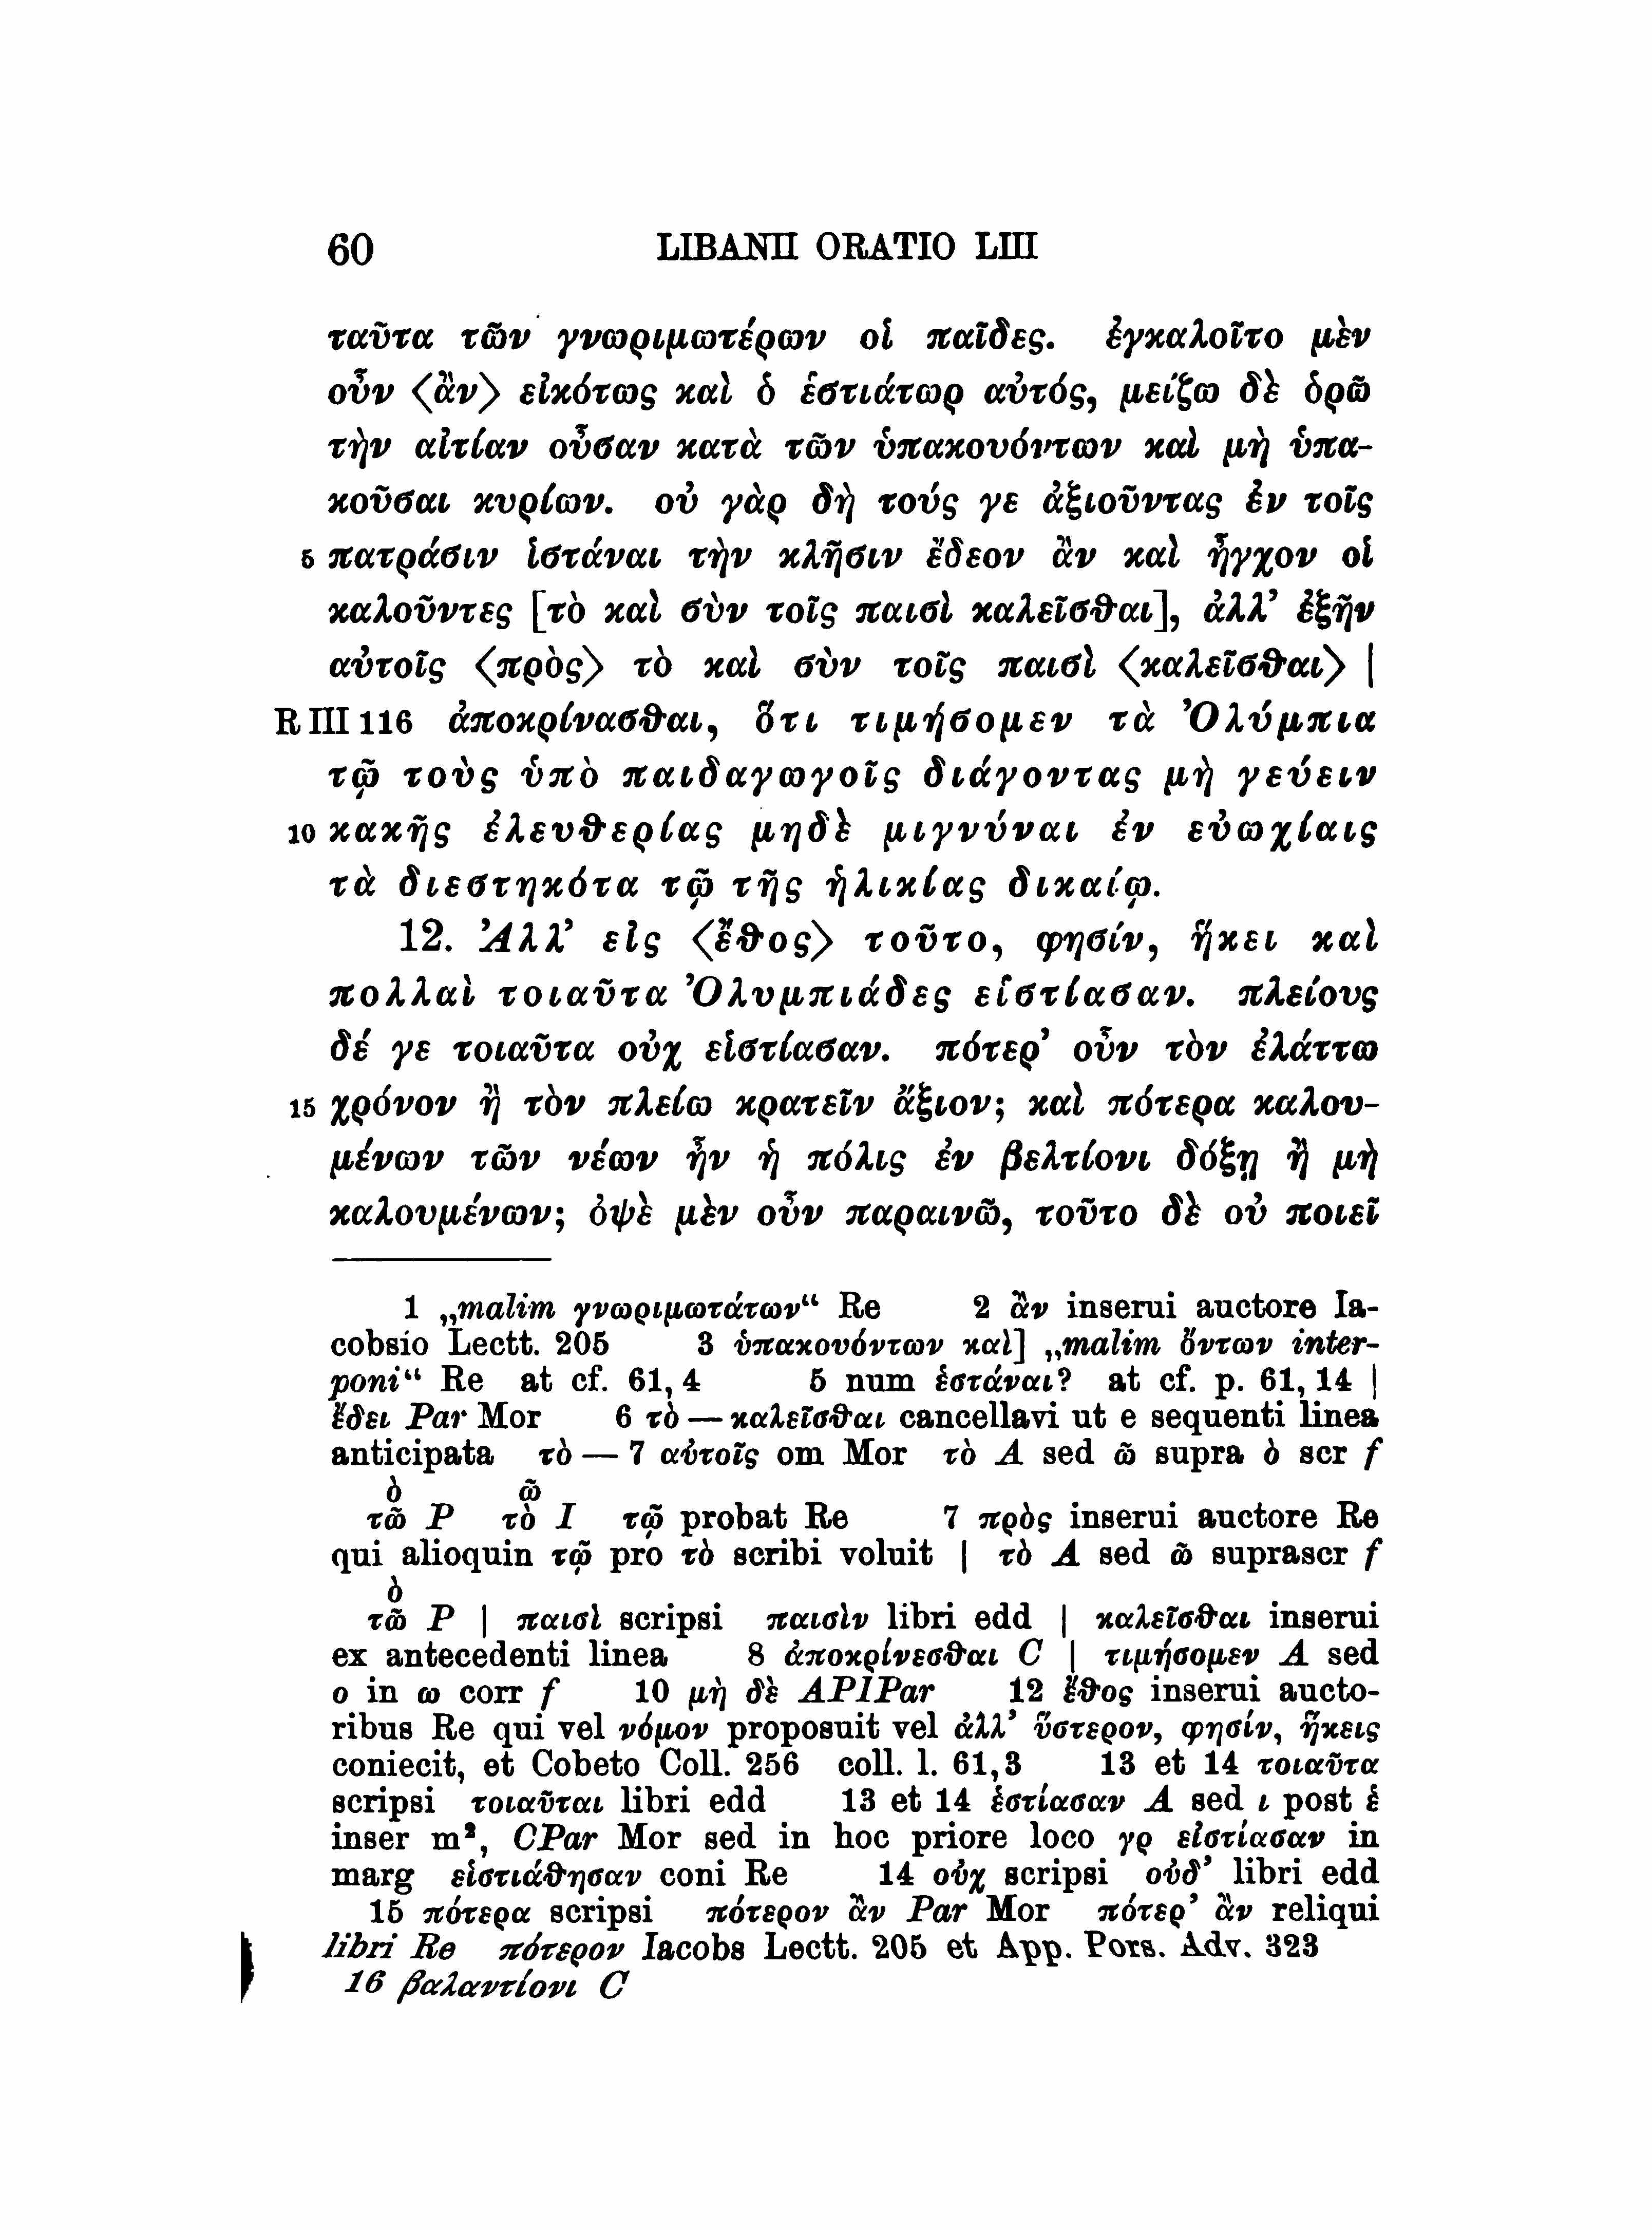 60 LIBANII ORATIO LIII
ταῦτα τῶν γνωριμωτέρων οἱ παῖδες. ἐγκαλοῖτο μὲν
οὖν ⟨ἂν⟩ εἰκότως καὶ ὁ ἑστιάτωρ αὐτός, μείζω δὲ ὁρῶ
τὴν αἰτίαν οὖσαν κατὰ τῶν ὑπακουόντων καὶ μὴ ὑπα-
κοῦσαι κυρίων. οὐ γὰρ δὴ τούς γε ἀξιοῦντας ἐν τοῖς
5 πατράσιν ἱστάναι τὴν κλῆσιν ἔδεον ἂν καὶ ἦγχον οἱ
καλοῦντες [τὸ καὶ σὺν τοῖς παισὶ καλεῖσθαι], ἀλλ’ ἐξῆν
αὐτοῖς ⟨πρὸς⟩ τὸ καὶ σὺν τοῖς παισὶ ⟨καλεῖσθαι⟩ |
R III 116 ἀποκρίνασθαι, ὅτι τιμήσομεν τὰ Ὀλύμπια
τῷ τοὺς ὑπὸ παιδαγωγοῖς διάγοντας μὴ γεύειν
10 κακῆς ἐλευθερίας μηδὲ μιγνύναι ἐν εὐωχίαις
τὰ διεστηκότα τῷ τῆς ἡλικίας δικαίῳ.
12. Ἀλλ’ εἰς ⟨ἔθος⟩ τοῦτο, φησίν, ἥκει καὶ
πολλαὶ τοιαῦτα Ὀλυμπιάδες εἱστίασαν. πλείους
δέ γε τοιαῦτα οὐχ εἱστίασαν. πότερ’ οὖν τὸν ἐλάττω
15 χρόνον ἢ τὸν πλείω κρατεῖν ἄξιον; καὶ πότερα καλου-
μένων τῶν νέων ἦν ἡ πόλις ἐν βελτίονι δόξῃ ἢ μὴ
καλουμένων; ὀψὲ μὲν οὖν παραινῶ, τοῦτο δὲ οὐ ποιεῖ
1 „malim γνωριμωτάτων“ Re 2 ἂν inserui auctore Ia-
cobsio Lectt. 205 3 ὑπακουόντων καὶ] „malim ὄντων inter-
poni“ Re at cf. 61, 4 5 num ἑστάναι? at cf. p. 61, 14 |
ἔδει Par Mor 6 τὸ — καλεῖσθαι cancellavi ut e sequenti linea
anticipata τὸ — 7 αὐτοῖς om Mor τὸ A sed ῶ supra ὸ scr f
ὸ ῶ
τῶ P τὸ I τῷ probat Re 7 πρὸς inserui auctore Re
qui alioquin τῷ pro τὸ scribi voluit | τὸ A sed ῶ suprascr f
ὸ
τῶ P | παισὶ scripsi παισὶν libri edd | καλεῖσθαι inserui
ex antecedenti linea 8 ἀποκρίνεσθαι C | τιμήσομεν A sed
ο in ω corr f 10 μὴ δὲ APIPar 12 ἔθος inserui aucto-
ribus Re qui vel νόμον proposuit vel ἀλλ’ ὕστερον, φησίν, ἥκεις
coniecit, et Cobeto Coll. 256 coll. l. 61,3 13 et 14 τοιαῦτα
scripsi τοιαῦται libri edd 13 et 14 ἑστίασαν A sed ι post ἑ
inser m², CPar Mor sed in hoc priore loco γρ εἱστίασαν in
marg εἱστιάθησαν coni Re 14 οὐχ scripsi οὐδ’ libri edd
15 πότερα scripsi πότερον ἂν Par Mor πότερ’ ἂν reliqui
libri Re πότερον Iacobs Lectt. 205 et App. Pors. Adv. 323
16 βαλαντίονι C